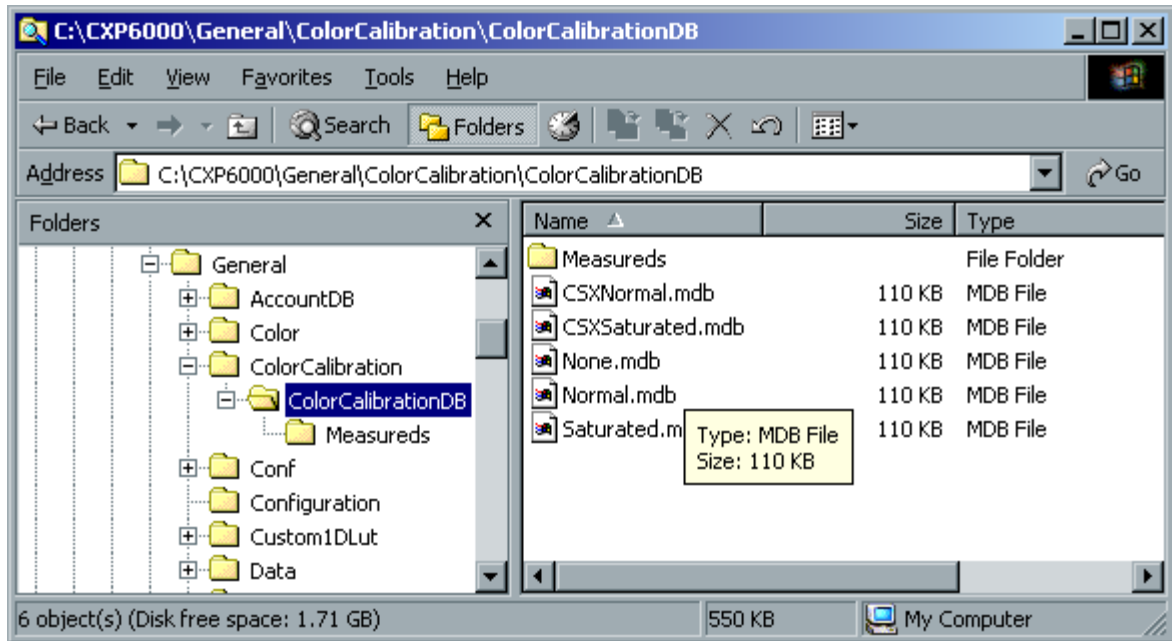 C:\CXP6000\General\ColorCalibration\ColorCalibrationDB
File Edit View Favorites Tools Help
Back Search Folders
Address C:\CXP6000\General\ColorCalibration\ColorCalibrationDB Go
Folders
General
AccountDB
Color
ColorCalibration
ColorCalibrationDB
Measureds
Conf
Configuration
Custom1DLut
Data
Name Size Type
Measureds File Folder
CSXNormal.mdb 110 KB MDB File
CSXSaturated.mdb 110 KB MDB File
None.mdb 110 KB MDB File
Normal.mdb 110 KB MDB File
Saturated.m 110 KB MDB File
Type: MDB File
Size: 110 KB
6 object(s) (Disk free space: 1.71 GB) 550 KB My Computer